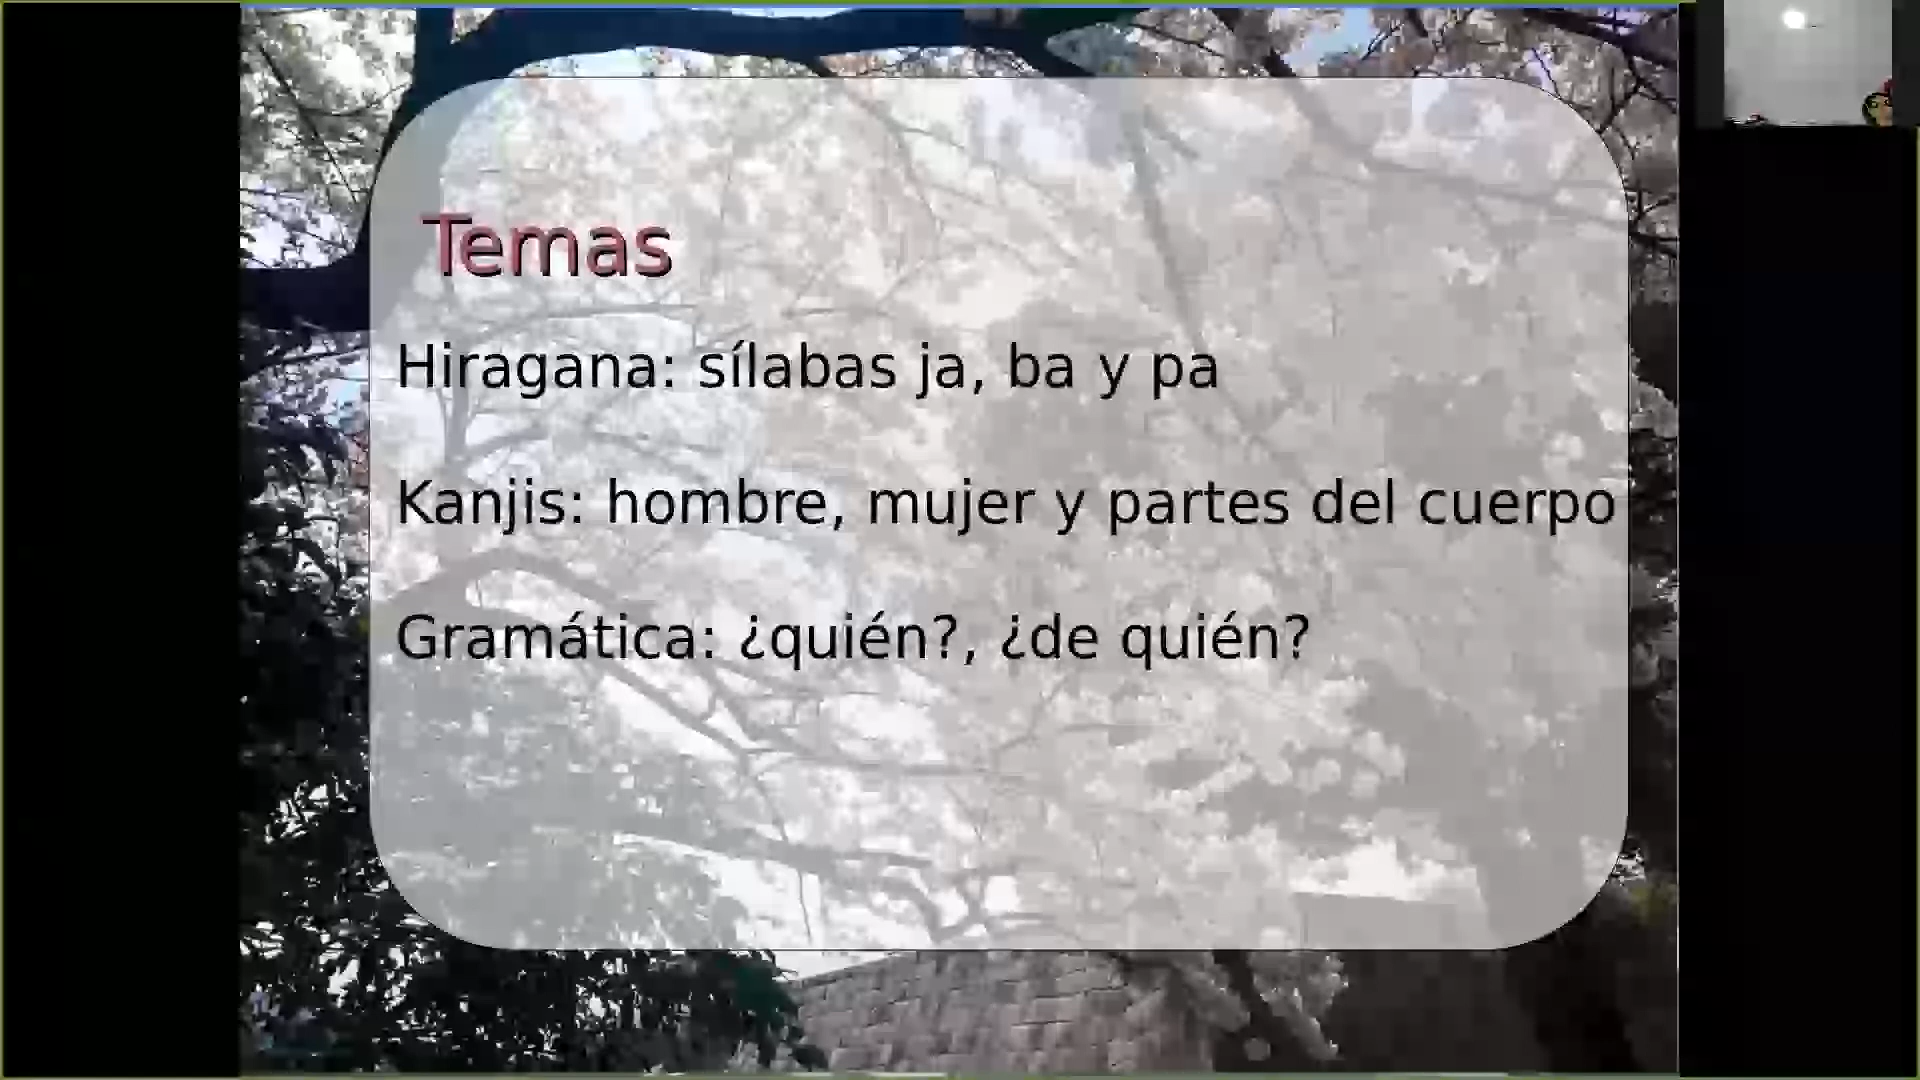 Temas
Hiragana: sílabas ja, ba y pa
Kanjis: hombre, mujer y partes del cuerpo
Gramática: ¿quién?, ¿de quién?